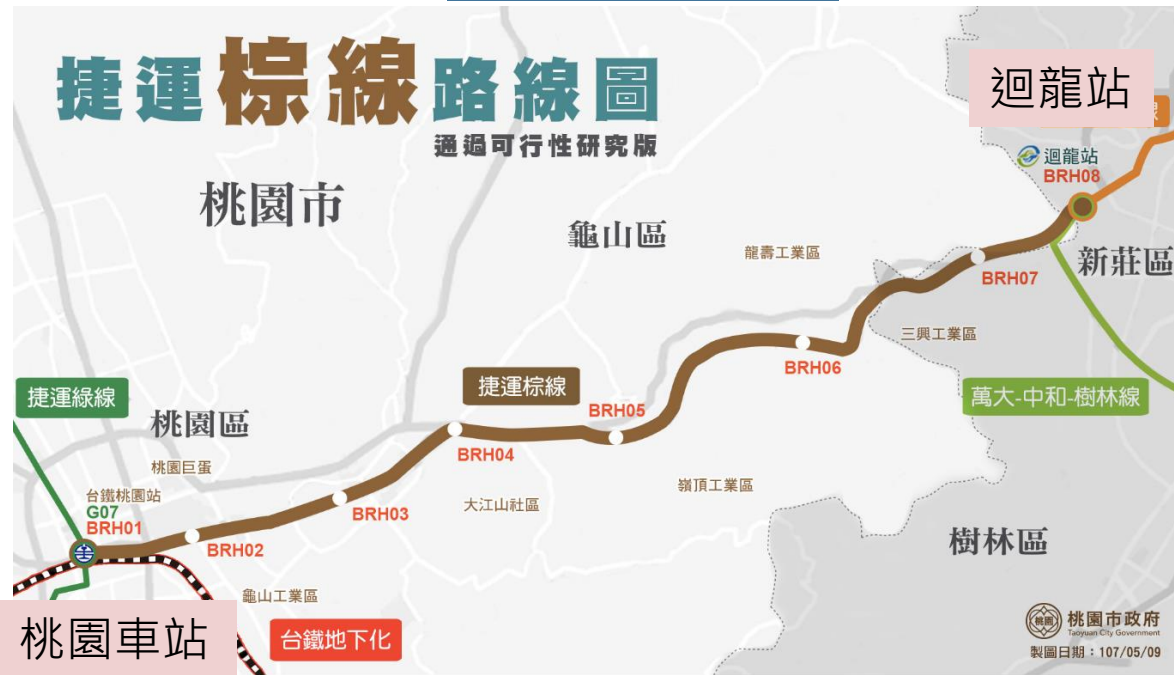 捷運棕線路線圖
通過可行性研究版
迴龍站
迴龍站
BRH08
桃園市
龜山區
龍壽工業區
新莊區
BRH07
三興工業區
BRH06
捷運綠線
捷運棕線
萬大-中和-樹林線
桃園區
BRH05
BRH04
桃園巨蛋
嶺頂工業區
台鐵桃園站
G07
BRH01
大江山社區
BRH03
樹林區
BRH02
龜山工業區
桃園車站
台鐵地下化
桃園
桃園市政府
Taoyuan City Government
製圖日期：107/05/09